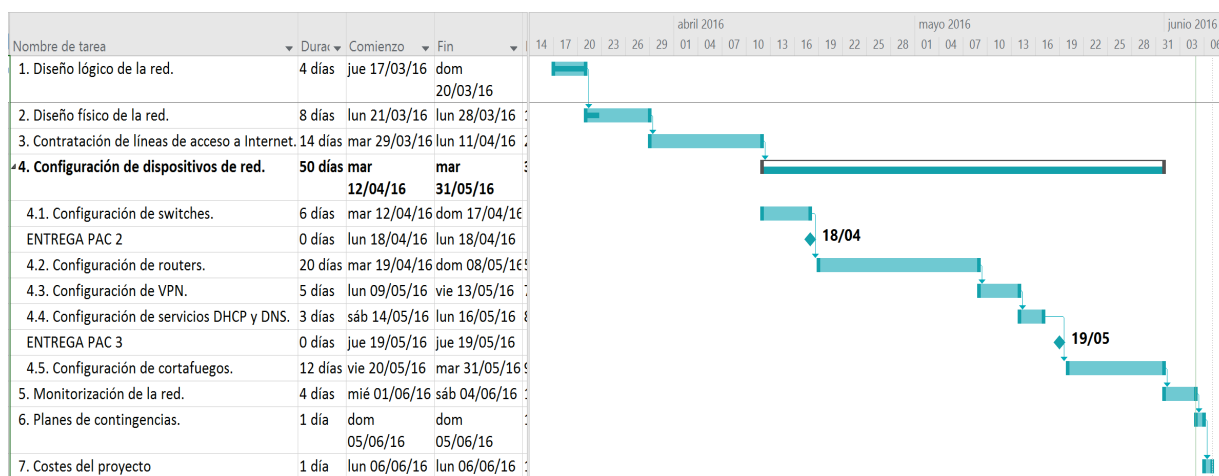 abril 2016 mayo 2016 junio 2016
Nombre de tarea Durac Comienzo Fin 14 17 20 23 26 29 01 04 07 10 13 16 19 22 25 28 01 04 07 10 13 16 19 22 25 28 31 03 06
1. Diseño lógico de la red. 4 días jue 17/03/16 dom
20/03/16
2. Diseño físico de la red. 8 días lun 21/03/16 lun 28/03/16
3. Contratación de líneas de acceso a Internet. 14 días mar 29/03/16 lun 11/04/16
4. Configuración de dispositivos de red. 50 días mar mar
12/04/16 31/05/16
4.1. Configuración de switches. 6 días mar 12/04/16 dom 17/04/16
ENTREGA PAC 2 0 días lun 18/04/16 lun 18/04/16 18/04
4.2. Configuración de routers. 20 días mar 19/04/16 dom 08/05/16
4.3. Configuración de VPN. 5 días lun 09/05/16 vie 13/05/16
4.4. Configuración de servicios DHCP y DNS. 3 días sáb 14/05/16 lun 16/05/16
ENTREGA PAC 3 0 días jue 19/05/16 jue 19/05/16 19/05
4.5. Configuración de cortafuegos. 12 días vie 20/05/16 mar 31/05/16
5. Monitorización de la red. 4 días mié 01/06/16 sáb 04/06/16
6. Planes de contingencias. 1 día dom dom
05/06/16 05/06/16
7. Costes del proyecto 1 día lun 06/06/16 lun 06/06/16